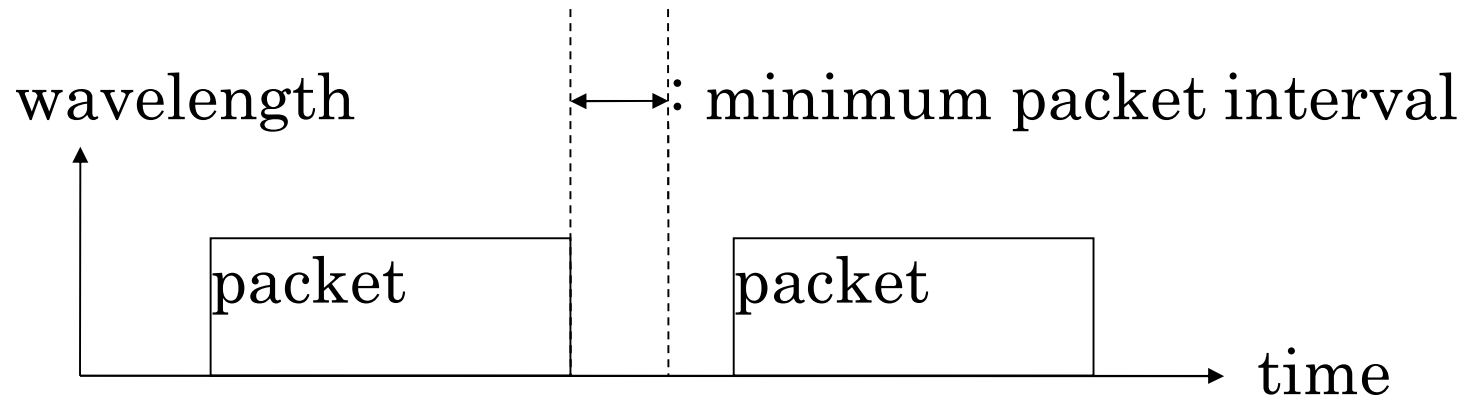 wavelength
: minimum packet interval
packet
packet
time